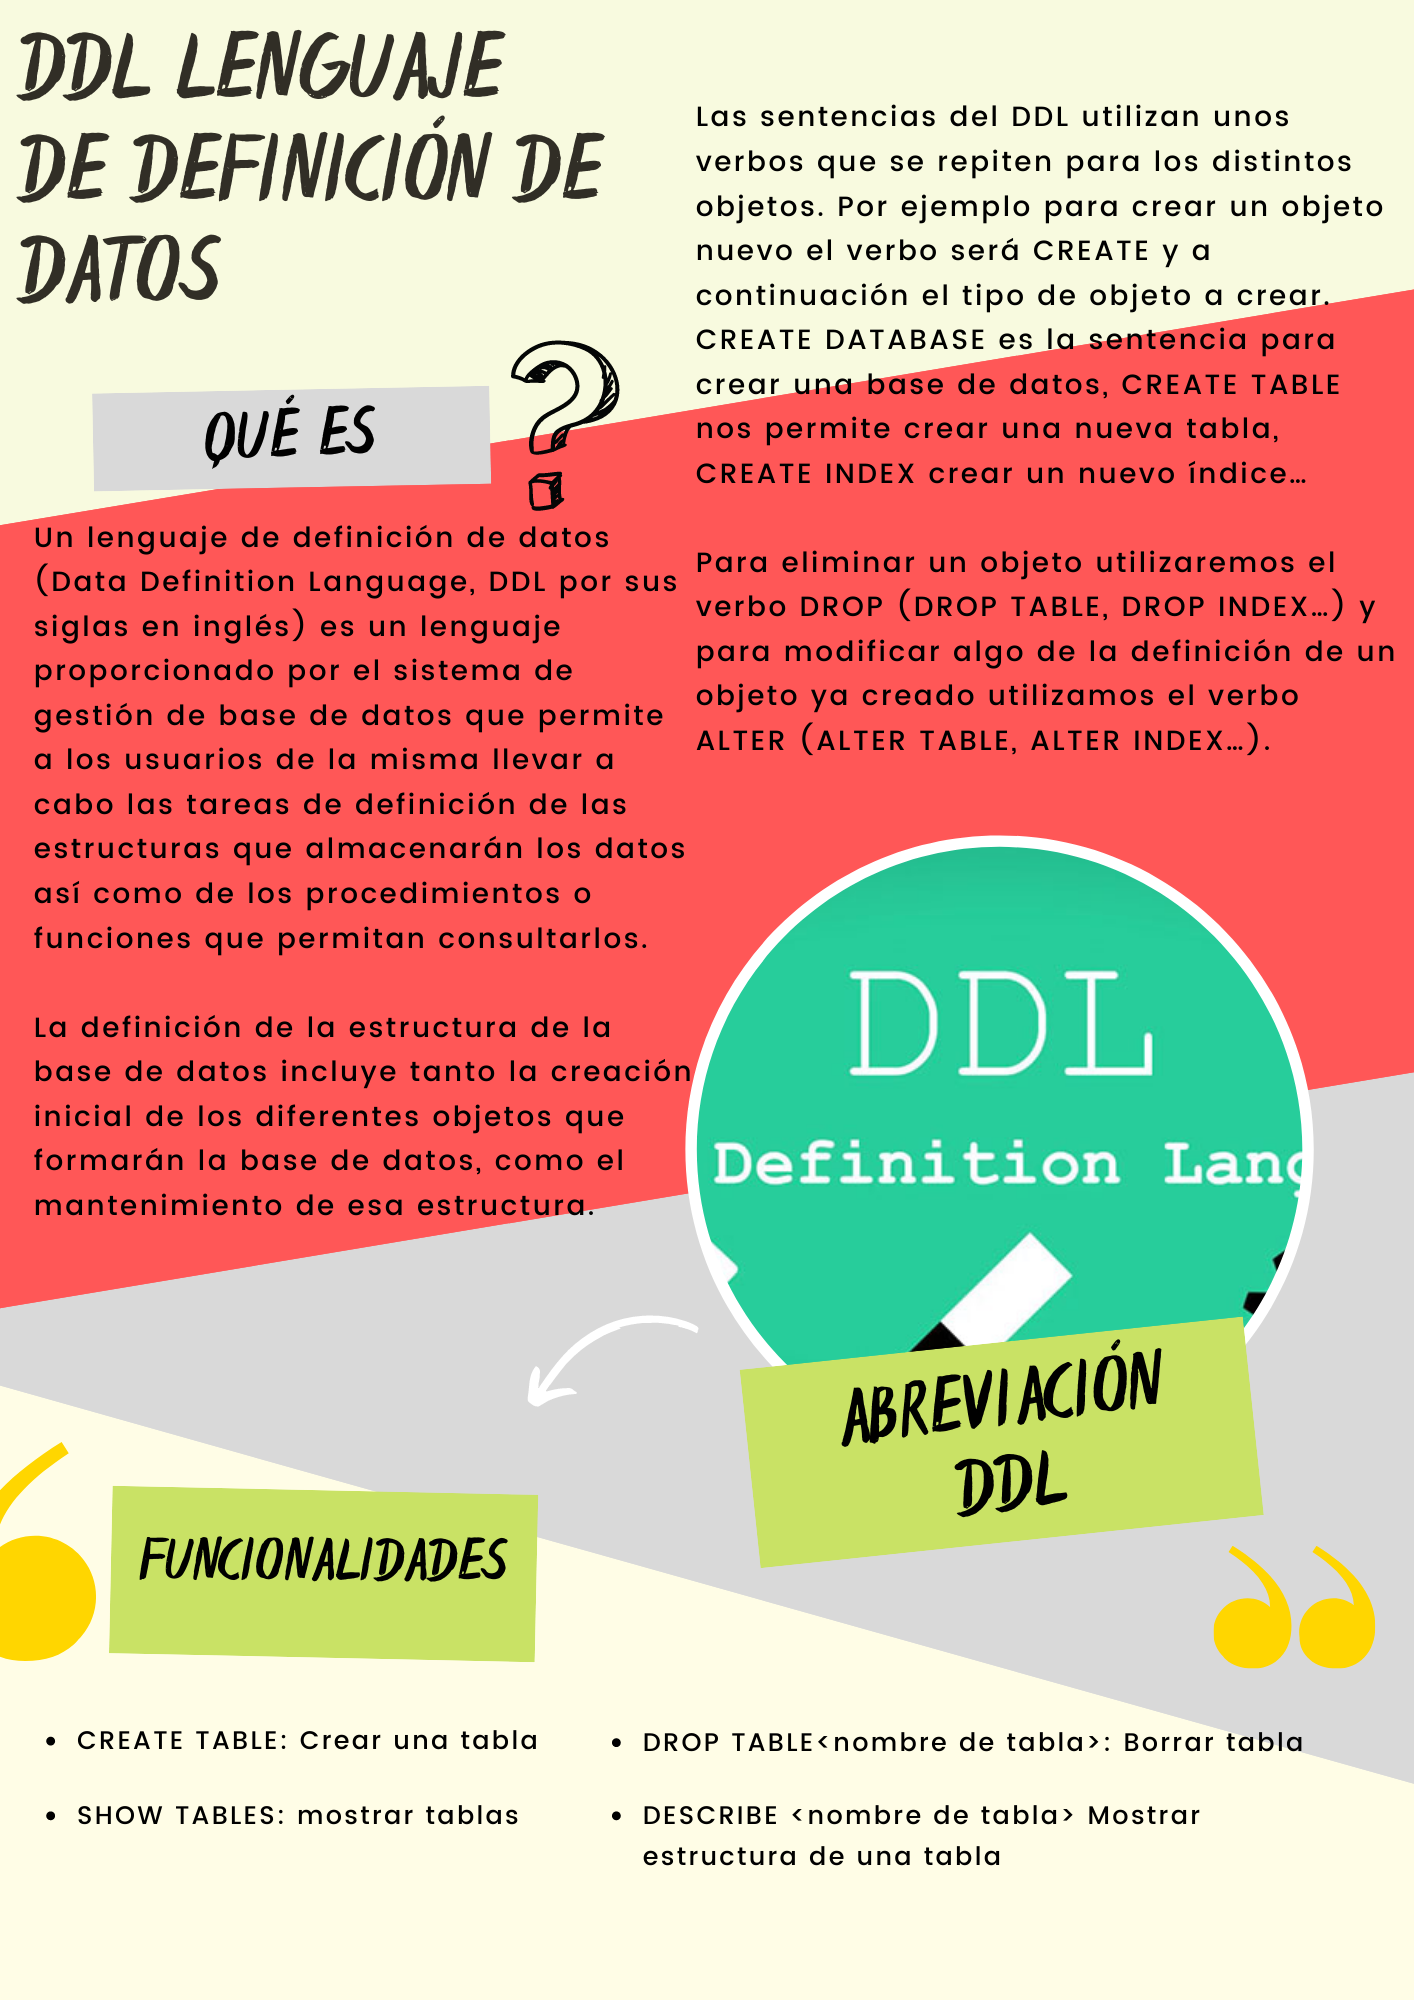 DDL LENGUAJE
DE DEFINICIÓN DE
DATOS
QUÉ ES
?
Un lenguaje de definición de datos
(Data Definition Language, DDL por sus
siglas en inglés) es un lenguaje
proporcionado por el sistema de
gestión de base de datos que permite
a los usuarios de la misma llevar a
cabo las tareas de definición de las
estructuras que almacenarán los datos
así como de los procedimientos o
funciones que permitan consultarlos.
La definición de la estructura de la
base de datos incluye tanto la creación
inicial de los diferentes objetos que
formarán la base de datos, como el
mantenimiento de esa estructura.
Las sentencias del DDL utilizan unos
verbos que se repiten para los distintos
objetos. Por ejemplo para crear un objeto
nuevo el verbo será CREATE y a
continuación el tipo de objeto a crear.
CREATE DATABASE es la sentencia para
crear una base de datos, CREATE TABLE
nos permite crear una nueva tabla,
CREATE INDEX crear un nuevo índice…
Para eliminar un objeto utilizaremos el
verbo DROP (DROP TABLE, DROP INDEX…) y
para modificar algo de la definición de un
objeto ya creado utilizamos el verbo
ALTER (ALTER TABLE, ALTER INDEX…).
DDL
Definition Lang
ABREVIACIÓN
DDL
FUNCIONALIDADES
• CREATE TABLE: Crear una tabla
• SHOW TABLES: mostrar tablas
• DROP TABLE<nombre de tabla>: Borrar tabla
• DESCRIBE <nombre de tabla> Mostrar
estructura de una tabla